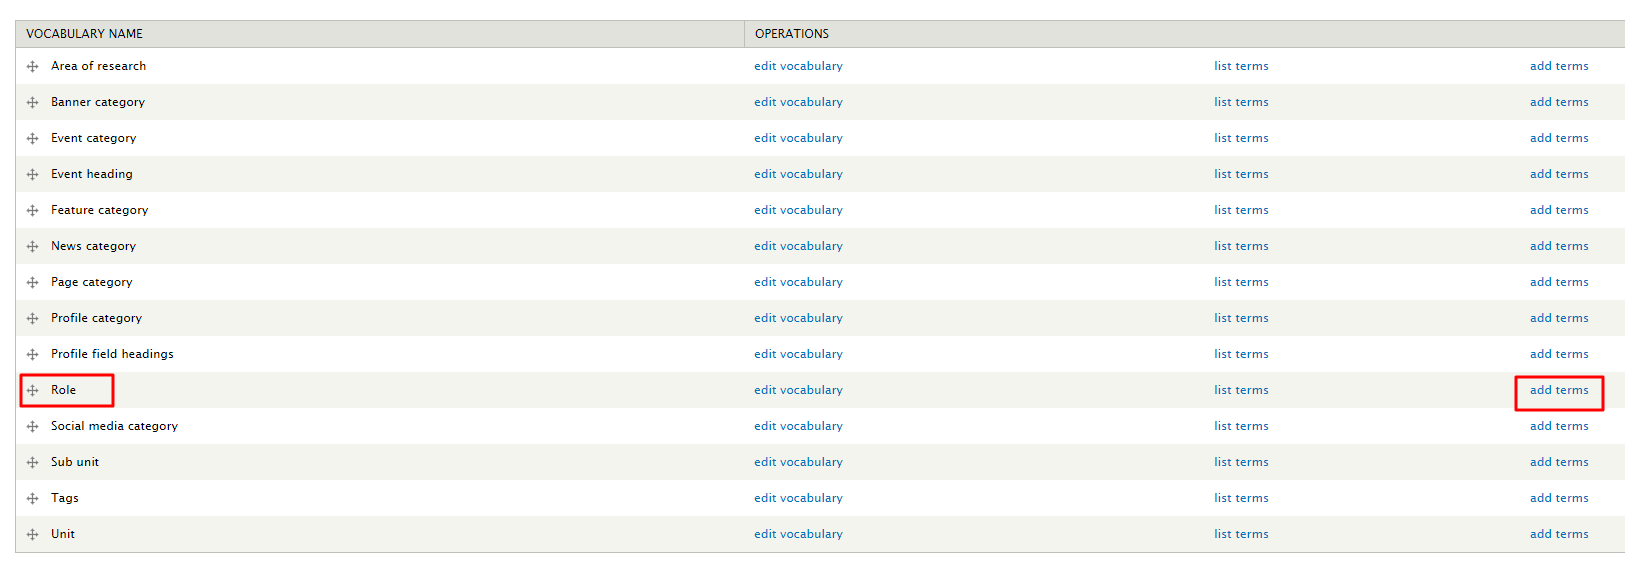 VOCABULARY NAME OPERATIONS
Area of research edit vocabulary list terms add terms
Banner category edit vocabulary list terms add terms
Event category edit vocabulary list terms add terms
Event heading edit vocabulary list terms add terms
Feature category edit vocabulary list terms add terms
News category edit vocabulary list terms add terms
Page category edit vocabulary list terms add terms
Profile category edit vocabulary list terms add terms
Profile field headings edit vocabulary list terms add terms
Role edit vocabulary list terms add terms
Social media category edit vocabulary list terms add terms
Sub unit edit vocabulary list terms add terms
Tags edit vocabulary list terms add terms
Unit edit vocabulary list terms add terms